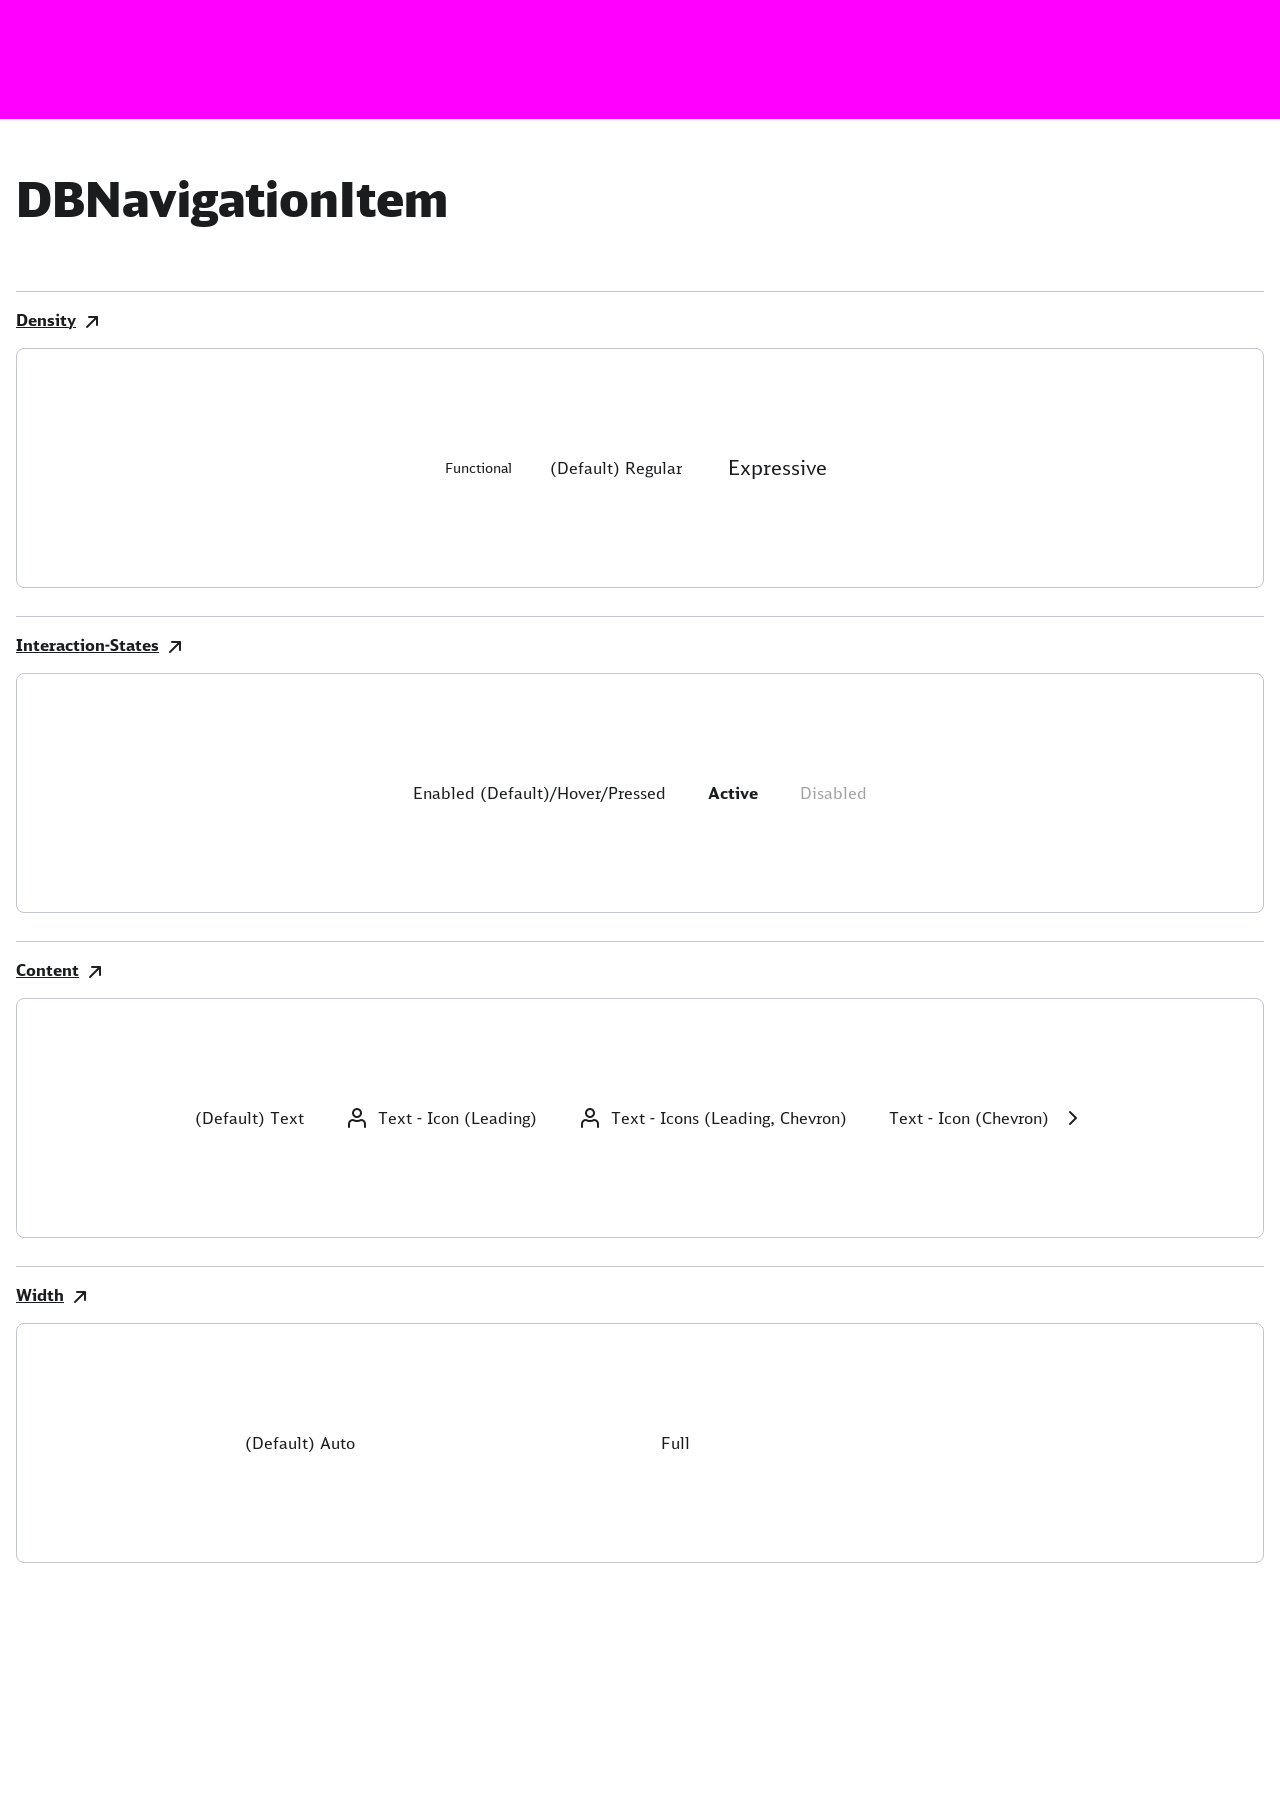 DBNavigationItem
Density
Functional (Default) Regular Expressive
Interaction-States
Enabled (Default)/Hover/Pressed Active Disabled
Content
(Default) Text Text - Icon (Leading) Text - Icons (Leading, Chevron) Text - Icon (Chevron)
Width
(Default) Auto Full